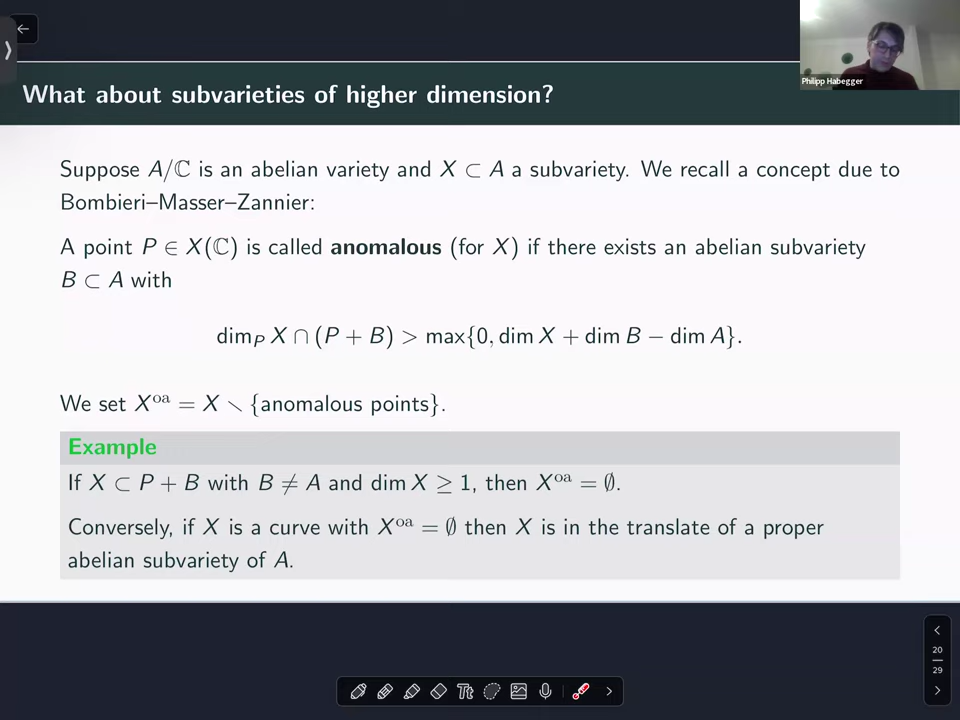 What about subvarieties of higher dimension?
Philipp Habegger
Suppose A/ℂ is an abelian variety and X ⊂ A a subvariety. We recall a concept due to
Bombieri–Masser–Zannier:
A point P ∈ X(ℂ) is called anomalous (for X) if there exists an abelian subvariety
B ⊂ A with
dim_P X ∩ (P + B) > max{0, dim X + dim B − dim A}.
We set X^oa = X ∖ {anomalous points}.
Example
If X ⊂ P + B with B ≠ A and dim X ≥ 1, then X^oa = ∅.
Conversely, if X is a curve with X^oa = ∅ then X is in the translate of a proper
abelian subvariety of A.
20
29
Tt